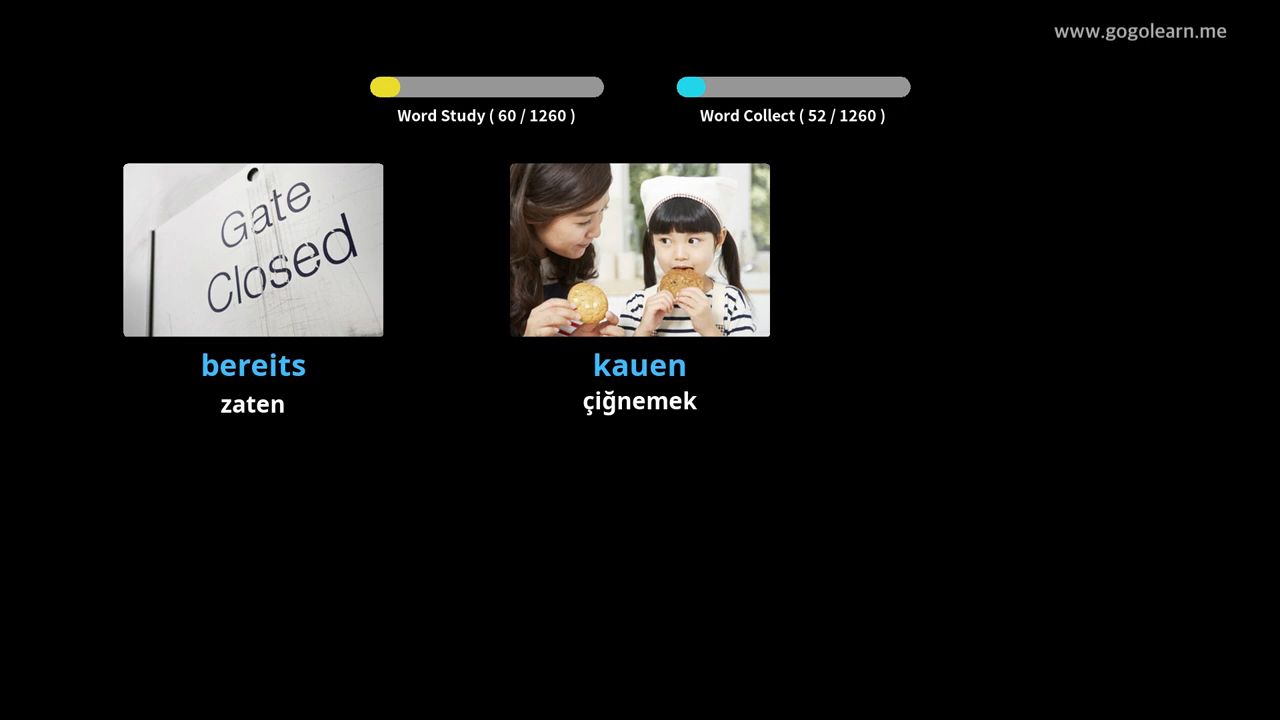 www.gogolearn.me
Word Study ( 60 / 1260 )
Word Collect ( 52 / 1260 )
Gate
Closed
bereits
zaten
kauen
çiğnemek